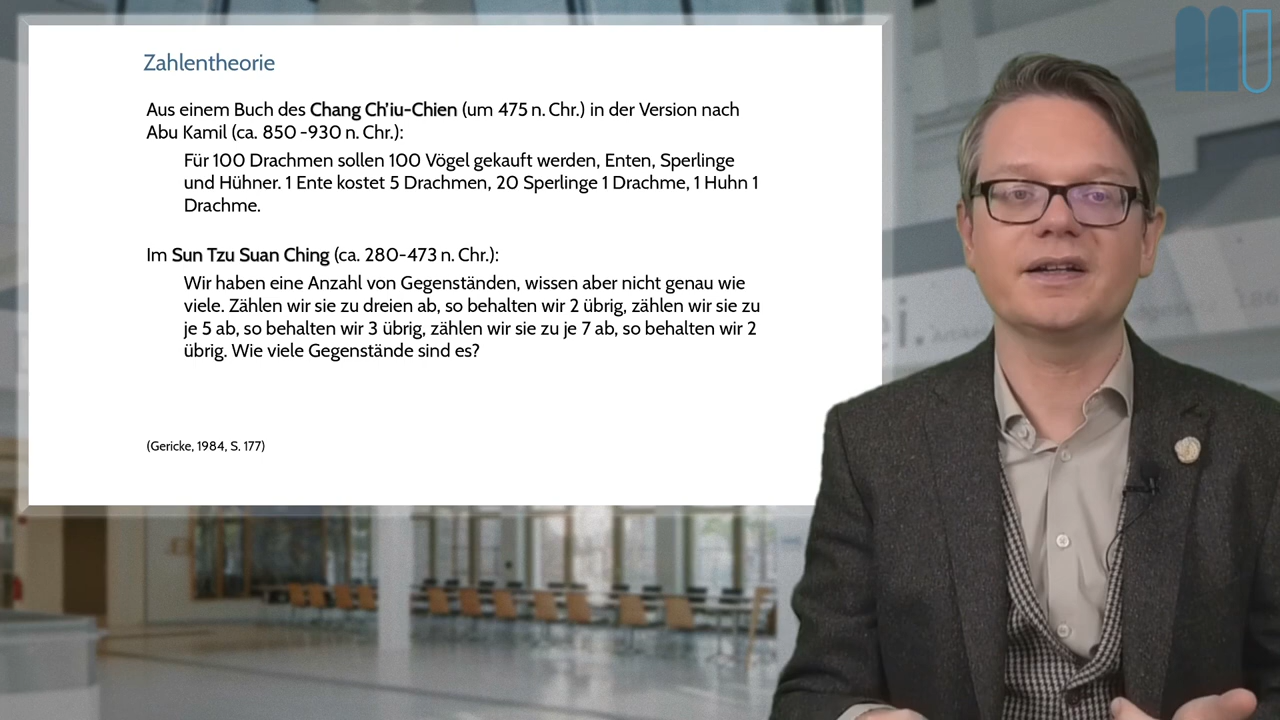 Zahlentheorie
Aus einem Buch des Chang Ch'iu-Chien (um 475 n. Chr.) in der Version nach
Abu Kamil (ca. 850 -930 n. Chr.):
Für 100 Drachmen sollen 100 Vögel gekauft werden, Enten, Sperlinge
und Hühner. 1 Ente kostet 5 Drachmen, 20 Sperlinge 1 Drachme, 1 Huhn 1
Drachme.
Im Sun Tzu Suan Ching (ca. 280-473 n. Chr.):
Wir haben eine Anzahl von Gegenständen, wissen aber nicht genau wie
viele. Zählen wir sie zu dreien ab, so behalten wir 2 übrig, zählen wir sie zu
je 5 ab, so behalten wir 3 übrig, zählen wir sie zu je 7 ab, so behalten wir 2
übrig. Wie viele Gegenstände sind es?
(Gericke, 1984, S. 177)